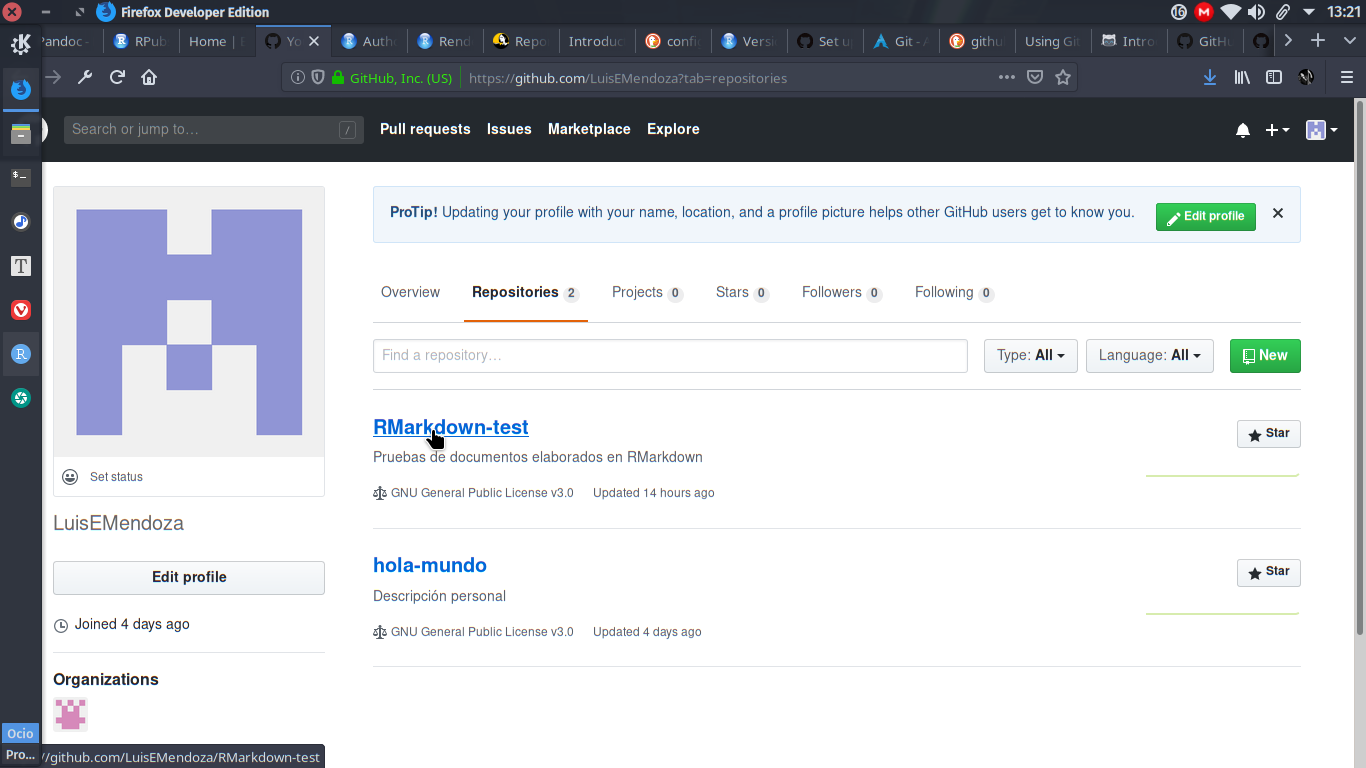 Firefox Developer Edition
13:21
Pandoc -
RPub
Home | E
Yo
Auth
Rend
Repo
Introduc
config
Versi
Set u
Git - A
githu
Using Git
Intro
GitHu
GitHub, Inc. (US)
https://github.com/LuisEMendoza?tab=repositories
Search or jump to…
/
Pull requests
Issues
Marketplace
Explore
ProTip! Updating your profile with your name, location, and a profile picture helps other GitHub users get to know you.
Edit profile
Overview
Repositories 2
Projects 0
Stars 0
Followers 0
Following 0
Find a repository…
Type: All
Language: All
New
RMarkdown-test
Star
Pruebas de documentos elaborados en RMarkdown
GNU General Public License v3.0
Updated 14 hours ago
Set status
LuisEMendoza
Edit profile
Joined 4 days ago
Organizations
hola-mundo
Star
Descripción personal
GNU General Public License v3.0
Updated 4 days ago
Ocio
Pro...
//github.com/LuisEMendoza/RMarkdown-test